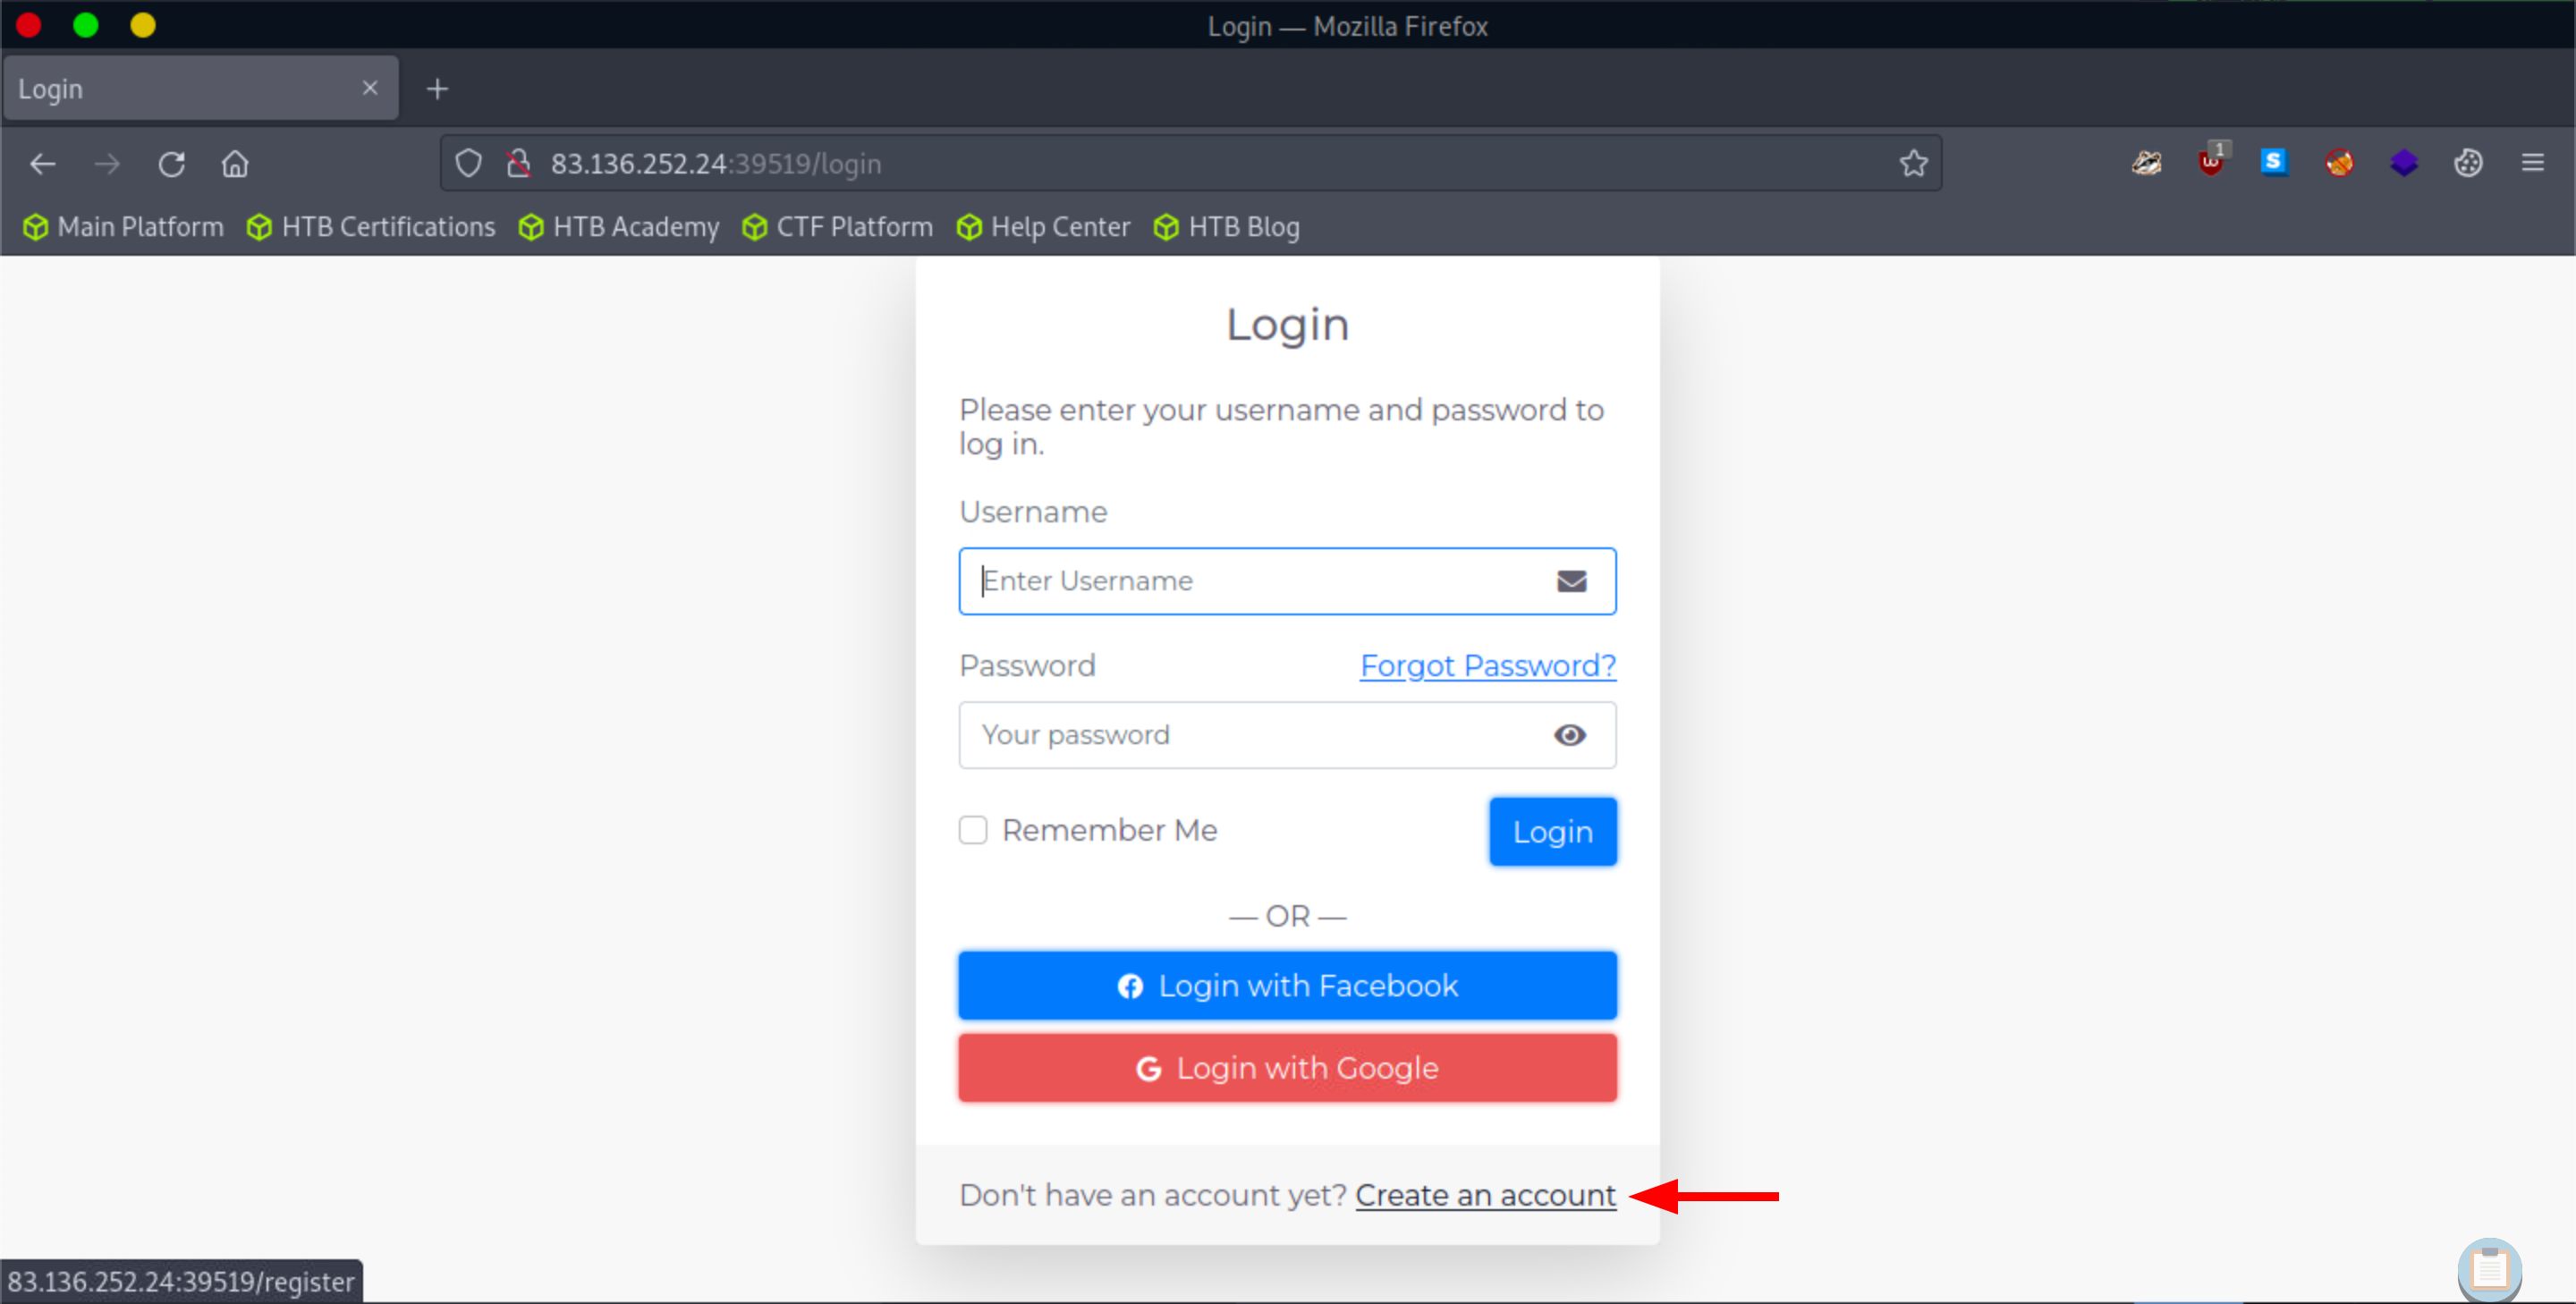 Login — Mozilla Firefox
Login
83.136.252.24:39519/login
1
S
Main Platform HTB Certifications HTB Academy CTF Platform Help Center HTB Blog
Login
Please enter your username and password to
log in.
Username
Enter Username
Password Forgot Password?
Your password
Remember Me Login
— OR —
Login with Facebook
G Login with Google
Don't have an account yet? Create an account
83.136.252.24:39519/register